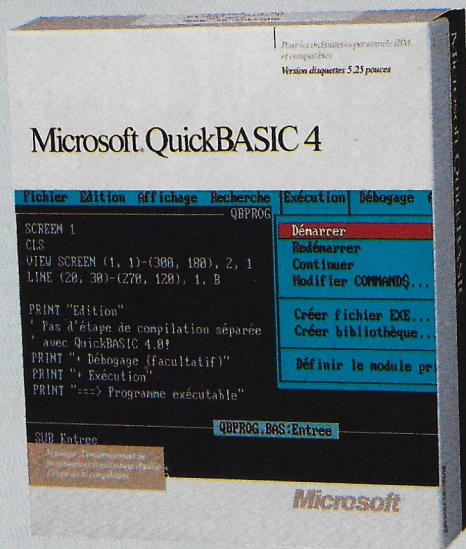 Pour les ordinateurs personnels IBM
et compatibles
Version disquettes 5.25 pouces
Microsoft QuickBASIC 4
Fichier Edition Affichage Recherche Exécution Débogage
QBPROG
SCREEN 1
CLS
VIEW SCREEN (1, 1)-(300, 180), 2, 1
LINE (20, 30)-(270, 120), 1, B
PRINT "Edition"
' Pas d'étape de compilation séparée
' avec QuickBASIC 4.0!
PRINT "+ Débogage (facultatif)"
PRINT "+ Exécution"
PRINT "===> Programme exécutable"
Démarrer
Redémarrer
Continuer
Modifier COMMAND$...
Créer fichier EXE...
Créer bibliothèque...
Définir le module pr
QBPROG.BAS:Entree
SUB Entree
Microsoft
Microsoft QuickBASIC